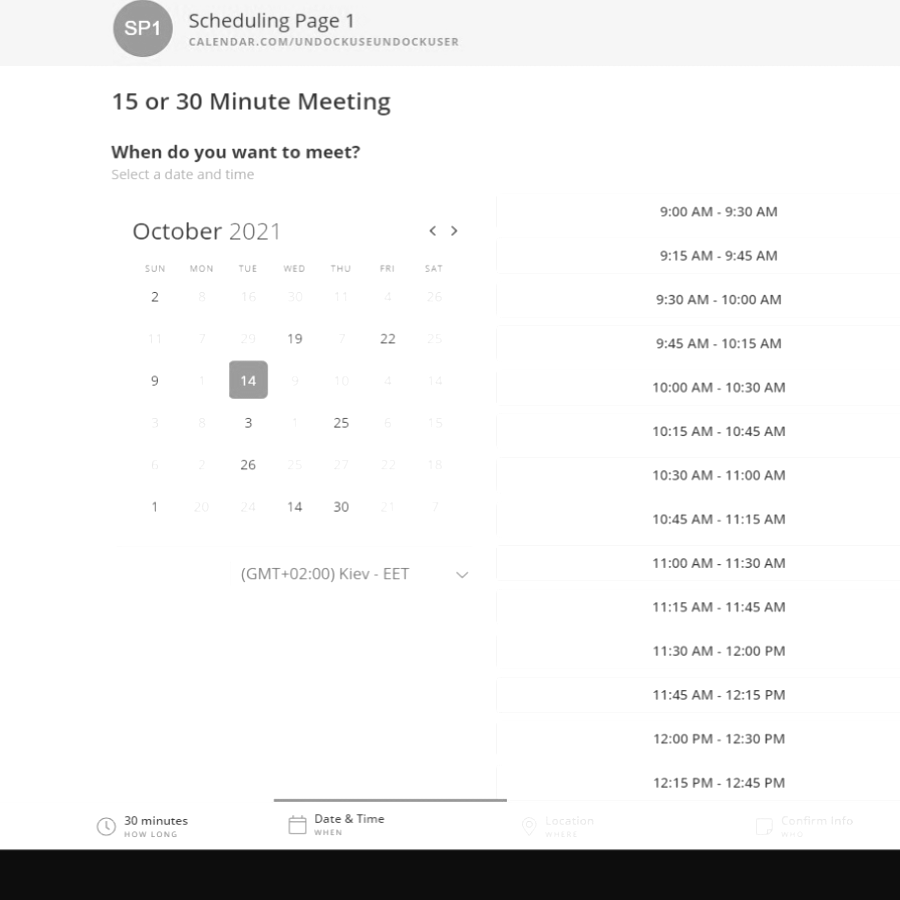 SP1
Scheduling Page 1
CALENDAR.COM/UNDOCKUSEUNDOCKUSER
15 or 30 Minute Meeting
When do you want to meet?
Select a date and time
October 2021
SUN MON TUE WED THU FRI SAT
2 8 16 30 11 4 26
11 7 20 19 7 22 25
9 1 14 9 10 4 14
3 8 3 1 25 6 15
6 2 26 25 27 22 18
1 20 24 14 30 21 7
(GMT+02:00) Kiev - EET
9:00 AM - 9:30 AM
9:15 AM - 9:45 AM
9:30 AM - 10:00 AM
9:45 AM - 10:15 AM
10:00 AM - 10:30 AM
10:15 AM - 10:45 AM
10:30 AM - 11:00 AM
10:45 AM - 11:15 AM
11:00 AM - 11:30 AM
11:15 AM - 11:45 AM
11:30 AM - 12:00 PM
11:45 AM - 12:15 PM
12:00 PM - 12:30 PM
12:15 PM - 12:45 PM
30 minutes
HOW LONG
Date & Time
WHEN
Location
WHERE
Confirm Info
WHO